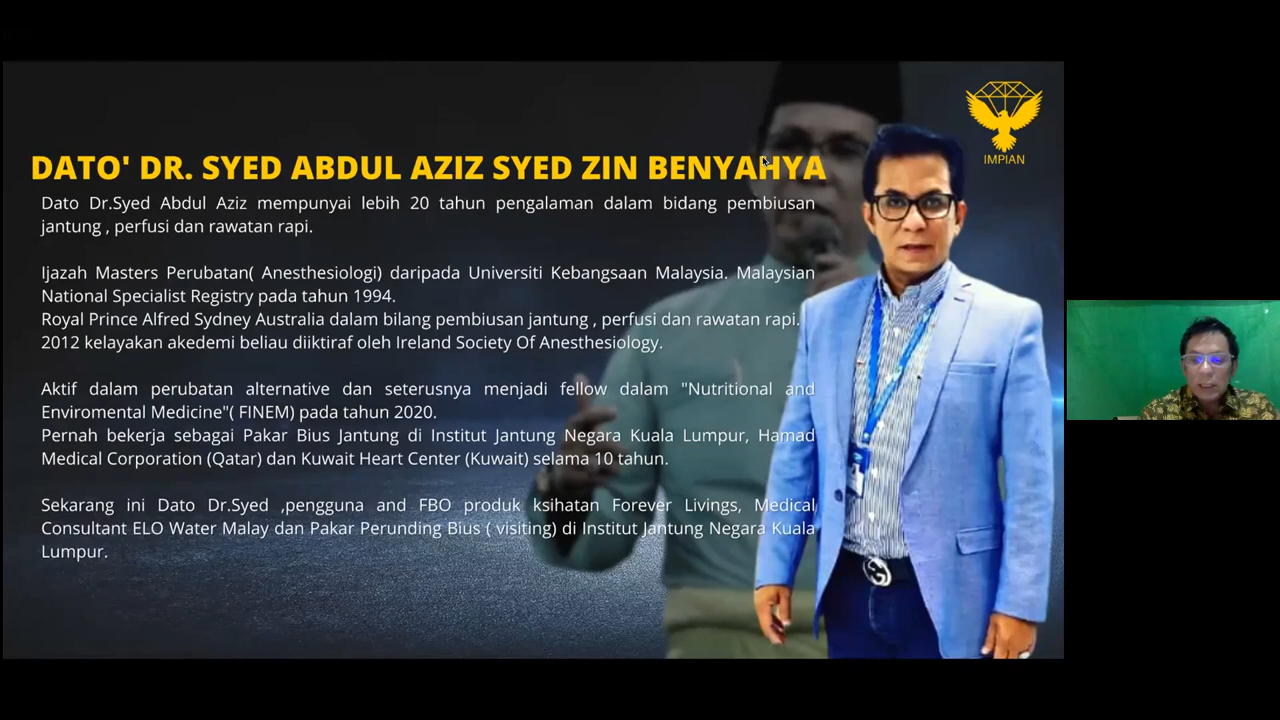 IMPIAN
DATO' DR. SYED ABDUL AZIZ SYED ZIN BENYAHYA
Dato Dr.Syed Abdul Aziz mempunyai lebih 20 tahun pengalaman dalam bidang pembiusan
jantung , perfusi dan rawatan rapi.
Ijazah Masters Perubatan( Anesthesiologi) daripada Universiti Kebangsaan Malaysia. Malaysian
National Specialist Registry pada tahun 1994.
Royal Prince Alfred Sydney Australia dalam bilang pembiusan jantung , perfusi dan rawatan rapi.
2012 kelayakan akedemi beliau diiktiraf oleh Ireland Society Of Anesthesiology.
Aktif dalam perubatan alternative dan seterusnya menjadi fellow dalam "Nutritional and
Enviromental Medicine"( FINEM) pada tahun 2020.
Pernah bekerja sebagai Pakar Bius Jantung di Institut Jantung Negara Kuala Lumpur, Hamad
Medical Corporation (Qatar) dan Kuwait Heart Center (Kuwait) selama 10 tahun.
Sekarang ini Dato Dr.Syed ,pengguna and FBO produk ksihatan Forever Livings, Medical
Consultant ELO Water Malay dan Pakar Perunding Bius ( visiting) di Institut Jantung Negara Kuala
Lumpur.